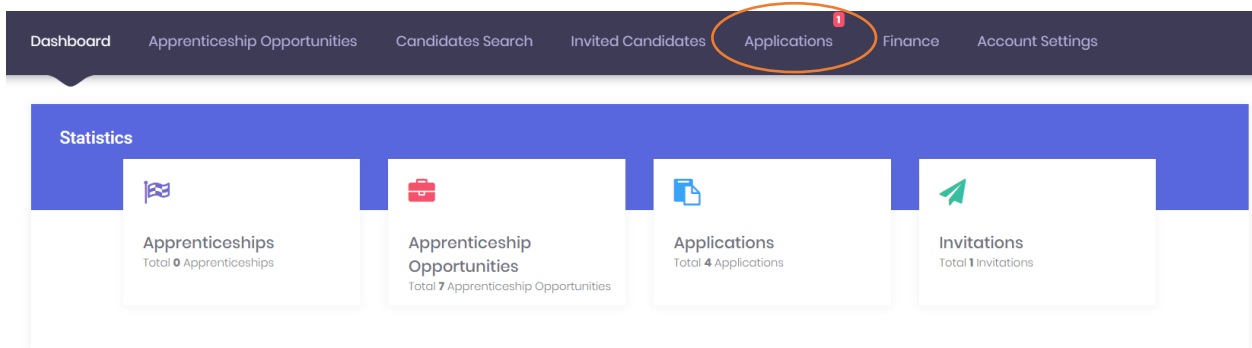 1
Dashboard Apprenticeship Opportunities Candidates Search Invited Candidates Applications Finance Account Settings
Statistics
Apprenticeships
Total 0 Apprenticeships
Apprenticeship
Opportunities
Total 7 Apprenticeship Opportunities
Applications
Total 4 Applications
Invitations
Total 1 Invitations